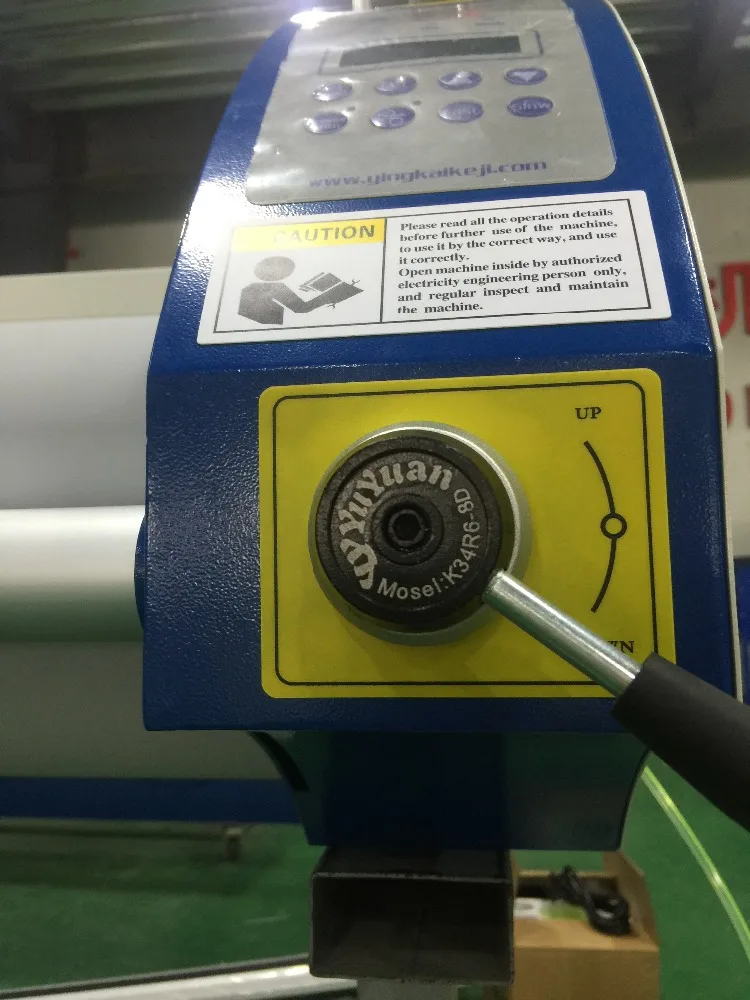 www.yingkaikeji.com
CAUTION
Please read all the operation details
before further use of the machine,
to use it by the correct way, and use
it correctly.
Open machine inside by authorized
electricity engineering person only,
and regular inspect and maintain
the machine.
UP
YuYuan
Mosel:K34R6-8D